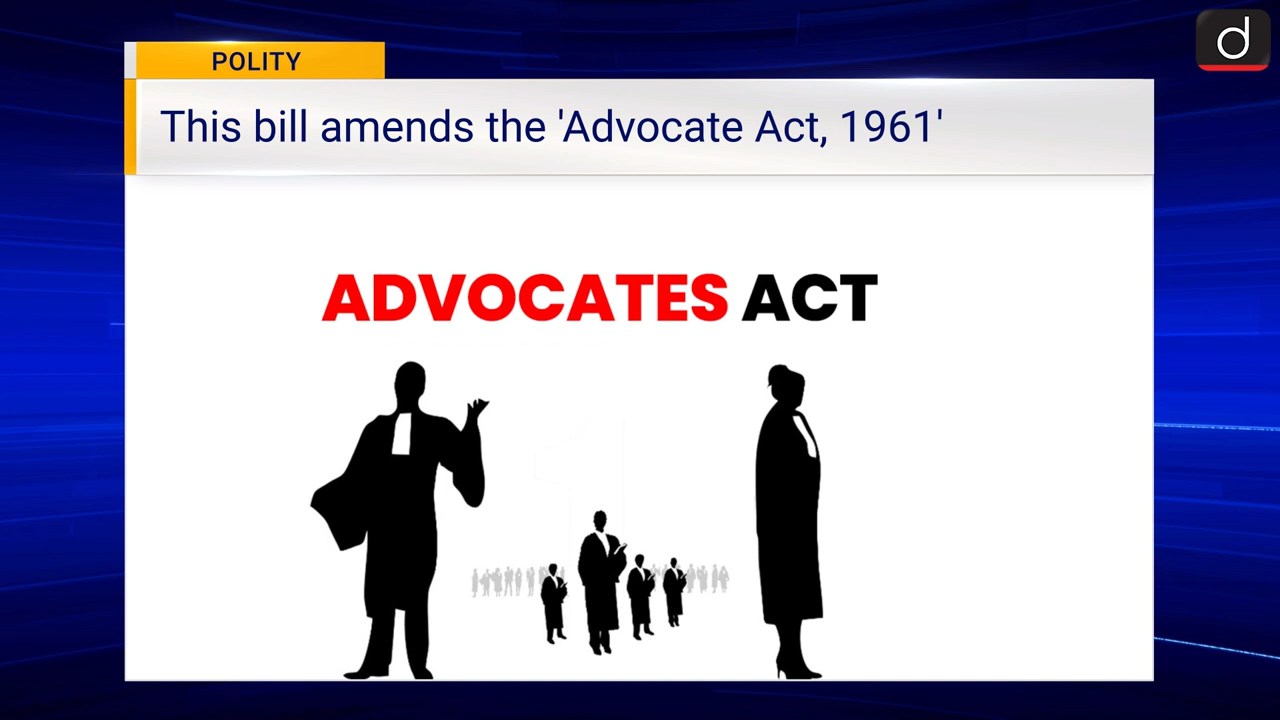 POLITY
d
This bill amends the 'Advocate Act, 1961'
ADVOCATES ACT